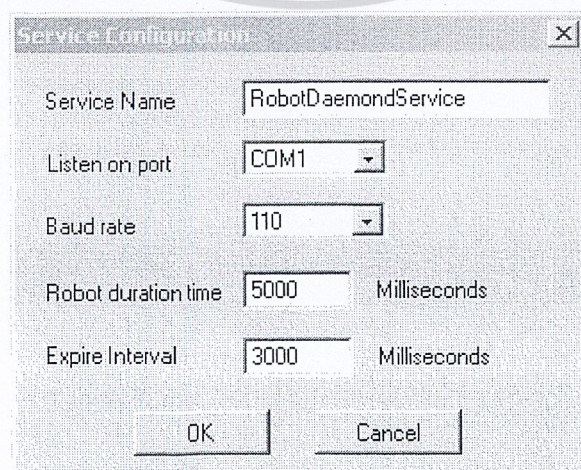 Service Configuration
Service Name RobotDaemondService
Listen on port COM1
Baud rate 110
Robot duration time 5000 Milliseconds
Expire Interval 3000 Milliseconds
OK Cancel